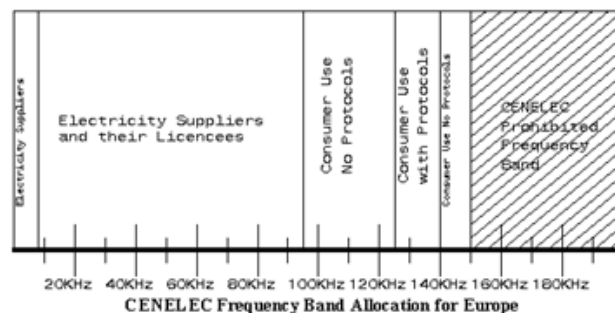 Electricity Suppliers
Electricity Suppliers
and their Licencees
Consumer Use
No Protocols
Consumer Use
with Protocols
Consumer Use No Protocols
CENELEC
Prohibited
Frequency
Band
20KHz 40KHz 60KHz 80KHz 100KHz 120KHz 140KHz 160KHz 180KHz
CENELEC Frequency Band Allocation for Europe